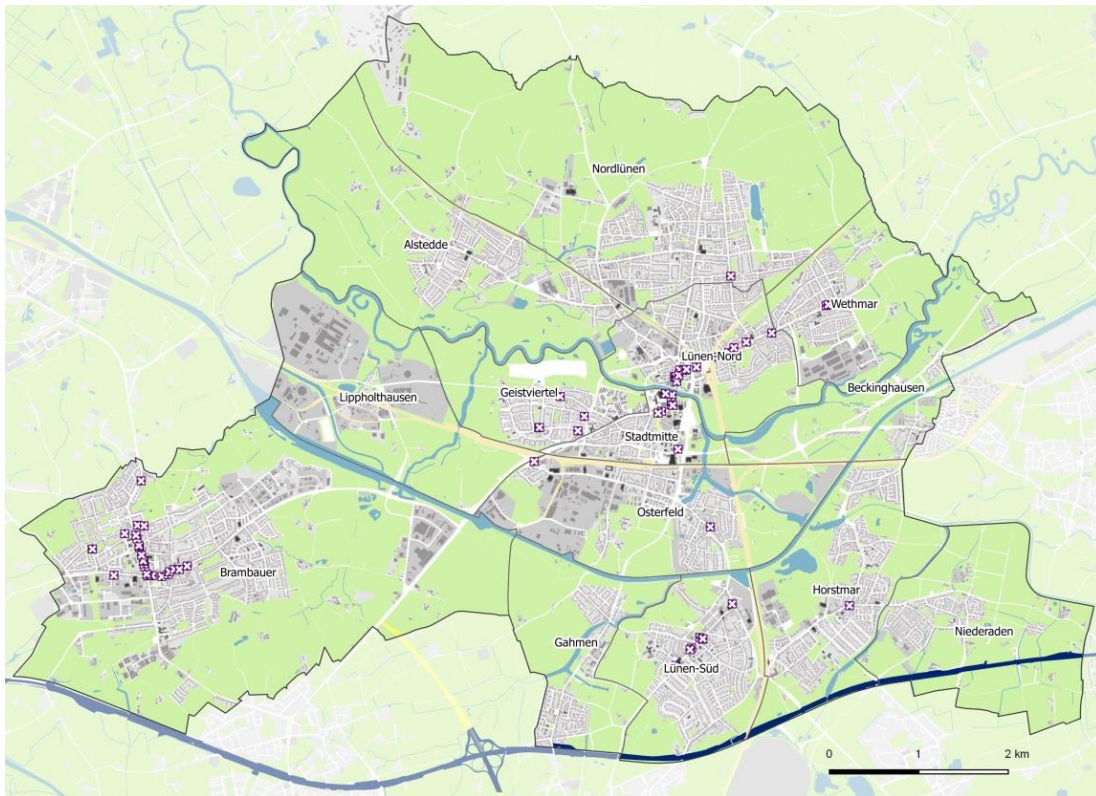 Nordlünen
Alstedde
Wethmar
Lünen-Nord
Beckinghausen
Geistviertel
Lippholthausen
Stadtmitte
Osterfeld
Brambauer
Horstmar
Niederaden
Gahmen
Lünen-Süd
0 1 2 km